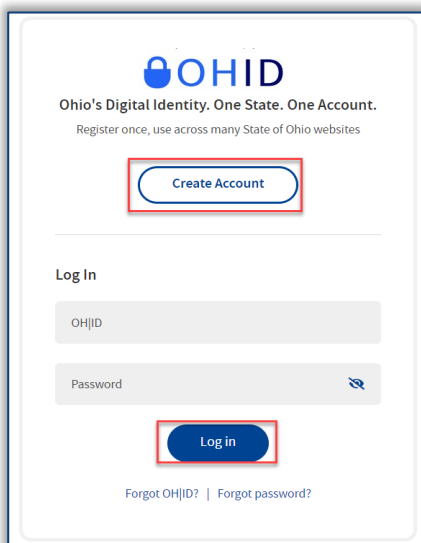 OHID
Ohio's Digital Identity. One State. One Account.
Register once, use across many State of Ohio websites
Create Account
Log In
OH|ID
Password
Log in
Forgot OH|ID? | Forgot password?